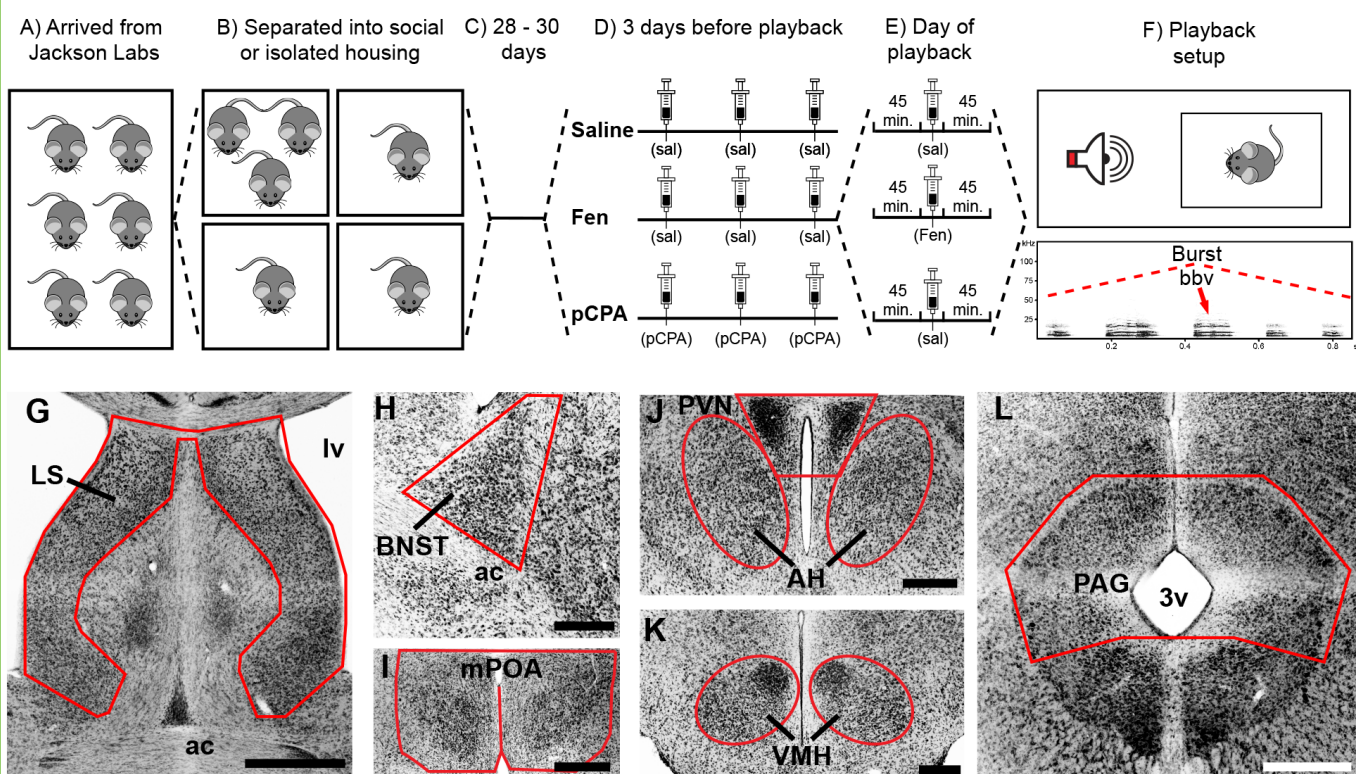 A) Arrived from
Jackson Labs
B) Separated into social
or isolated housing
C) 28 - 30
days
D) 3 days before playback
E) Day of
playback
F) Playback
setup
Saline
(sal) (sal) (sal)
45 min. 45 min.
(sal)
Fen
(sal) (sal) (sal)
45 min. 45 min.
(Fen)
pCPA
(pCPA) (pCPA) (pCPA)
45 min. 45 min.
(sal)
kHz
100
75
50
25
Burst
bbv
0.2 0.4 0.6 0.8 s
G
LS
lv
ac
H
BNST
ac
I
mPOA
J
PVN
AH
K
VMH
L
PAG
3v